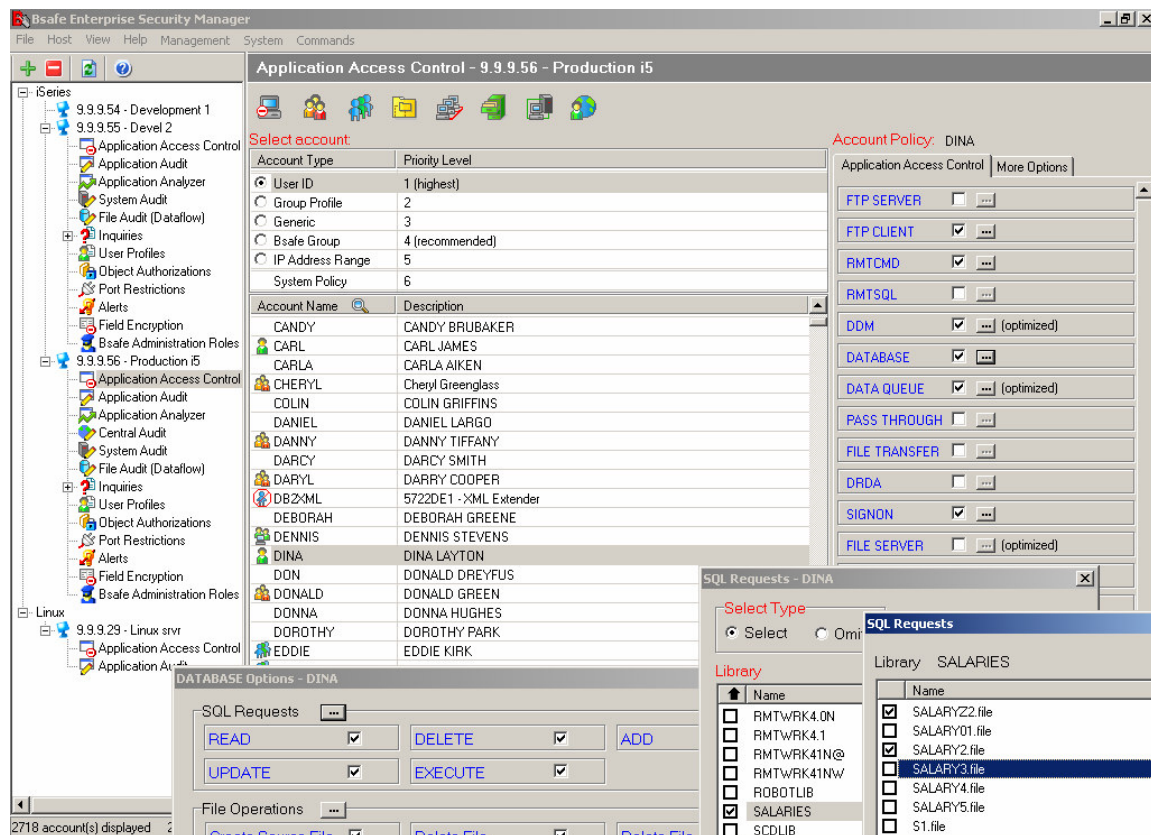 Bsafe Enterprise Security Manager
File Host View Help Management System Commands
iSeries
9.9.9.54 - Development 1
9.9.9.55 - Devel 2
Application Access Control
Application Audit
Application Analyzer
System Audit
File Audit (Dataflow)
Inquiries
User Profiles
Object Authorizations
Port Restrictions
Alerts
Field Encryption
Bsafe Administration Roles
9.9.9.56 - Production i5
Application Access Control
Application Audit
Application Analyzer
Central Audit
System Audit
File Audit (Dataflow)
Inquiries
User Profiles
Object Authorizations
Port Restrictions
Alerts
Field Encryption
Bsafe Administration Roles
Linux
9.9.9.29 - Linux srvr
Application Access Control
Application
2718 account(s) displayed
Application Access Control - 9.9.9.56 - Production i5
Select account:
Account Type Priority Level
User ID 1 (highest)
Group Profile 2
Generic 3
Bsafe Group 4 (recommended)
IP Address Range 5
System Policy 6
Account Name Description
CANDY CANDY BRUBAKER
CARL CARL JAMES
CARLA CARLA AIKEN
CHERYL Cheryl Greenglass
COLIN COLIN GRIFFINS
DANIEL DANIEL LARGO
DANNY DANNY TIFFANY
DARCY DARCY SMITH
DARYL DARRY COOPER
DB2XML 5722DE1 - XML Extender
DEBORAH DEBORAH GREENE
DENNIS DENNIS STEVENS
DINA DINA LAYTON
DON DONALD DREYFUS
DONALD DONALD GREEN
DONNA DONNA HUGHES
DOROTHY DOROTHY PARK
EDDIE EDDIE KIRK
Account Policy: DINA
Application Access Control More Options
FTP SERVER ...
FTP CLIENT ...
RMTCMD ...
RMTSQL ...
DDM ... (optimized)
DATABASE ...
DATA QUEUE ... (optimized)
PASS THROUGH ...
FILE TRANSFER ...
DRDA ...
SIGNON ...
FILE SERVER ... (optimized)
DATABASE Options - DINA
SQL Requests ...
READ DELETE ADD
UPDATE EXECUTE
File Operations ...
Create Source File Delete File Delete File
SQL Requests - DINA
Select Type
Select Omi
Library
Name
RMTWRK4.0N
RMTWRK4.1
RMTWRK41N@
RMTWRK41NW
ROBOTLIB
SALARIES
SCDLIB
SQL Requests
Library SALARIES
Name
SALARYZ2.file
SALARY01.file
SALARY2.file
SALARY3.file
SALARY4.file
SALARY5.file
S1.file